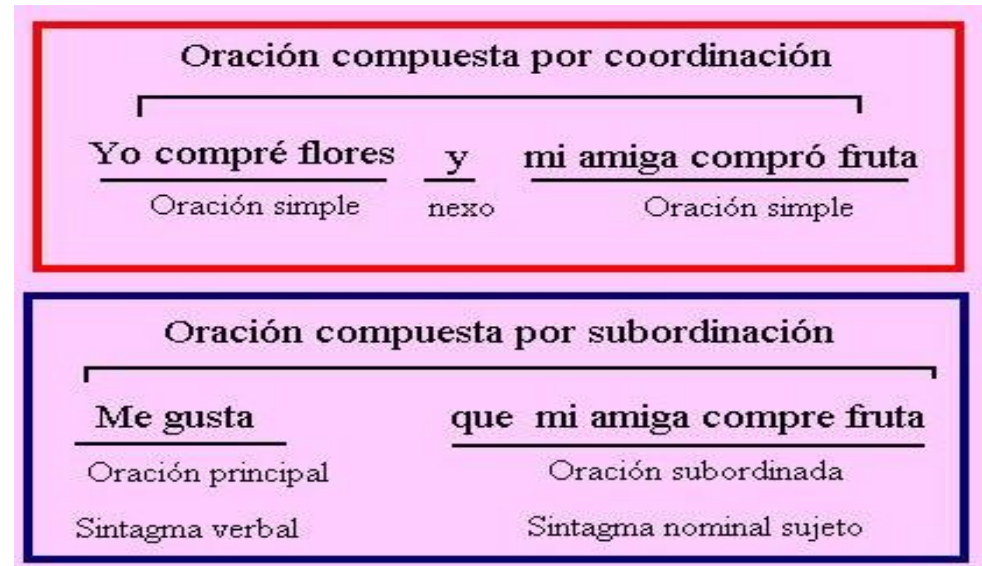 Oración compuesta por coordinación
Yo compré flores y mi amiga compró fruta
Oración simple nexo Oración simple
Oración compuesta por subordinación
Me gusta que mi amiga compre fruta
Oración principal Oración subordinada
Sintagma verbal Sintagma nominal sujeto